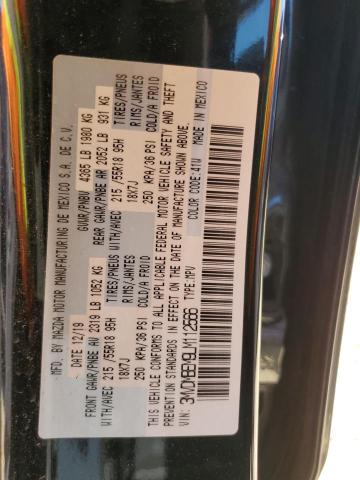 MFD. BY MAZDA MOTOR MANUFACTURING DE MEXICO S.A. DE C.V.
DATE 12/19 GVWR/PNBV 4365 LB 1980 KG
FRONT GAWR/PNBE AV 2319 LB 1052 KG REAR GAWR/PNBE AR 2052 LB 931 KG
WITH/AVEC 215/55R18 95H TIRES/PNEUS WITH/AVEC 215/55R18 95H TIRES/PNEUS
18X7J RIMS/JANTES 18X7J RIMS/JANTES
250 KPA/36 PSI COLD/A FROID 250 KPA/36 PSI COLD/A FROID
THIS VEHICLE CONFORMS TO ALL APPLICABLE FEDERAL MOTOR VEHICLE SAFETY AND THEFT
PREVENTION STANDARDS IN EFFECT ON THE DATE OF MANUFACTURE SHOWN ABOVE.
VIN: 3MVDMBBM9LM112686 TYPE:MPV COLOR CODE:41W MADE IN MEXICO